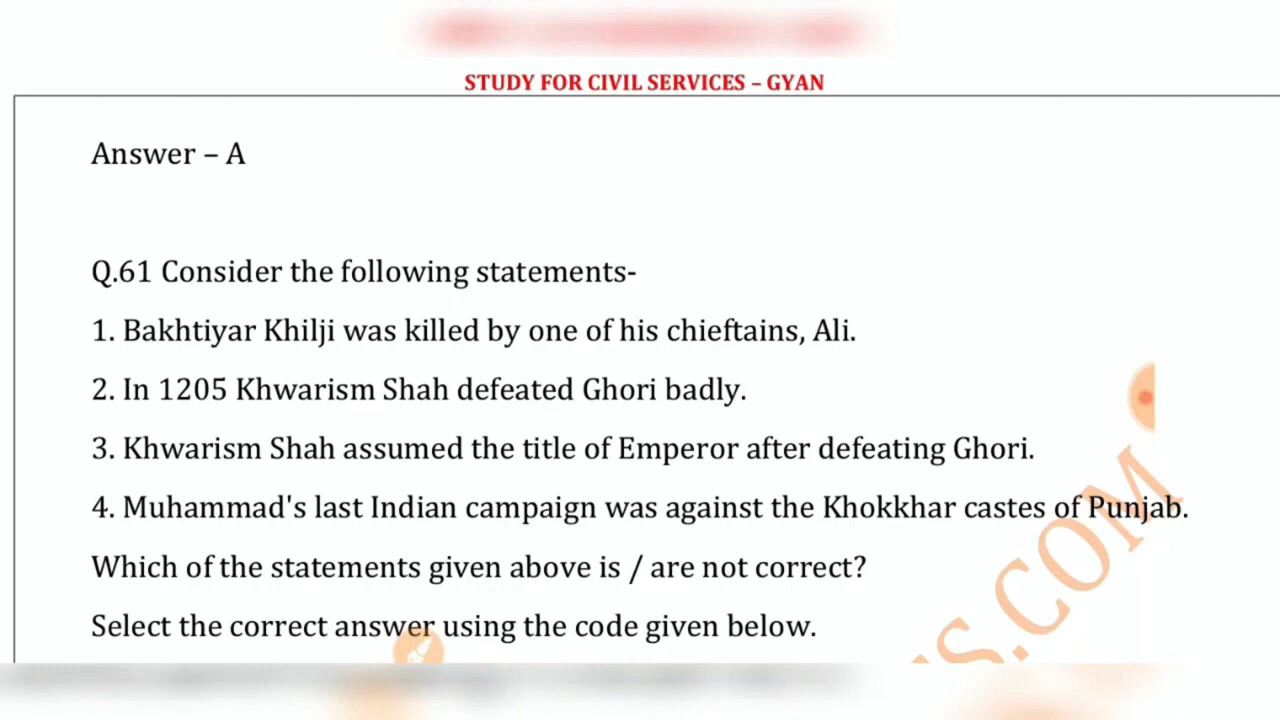 STUDY FOR CIVIL SERVICES – GYAN
Answer – A
Q.61 Consider the following statements-
1. Bakhtiyar Khilji was killed by one of his chieftains, Ali.
2. In 1205 Khwarism Shah defeated Ghori badly.
3. Khwarism Shah assumed the title of Emperor after defeating Ghori.
4. Muhammad's last Indian campaign was against the Khokkhar castes of Punjab.
Which of the statements given above is / are not correct?
Select the correct answer using the code given below.
S.COM